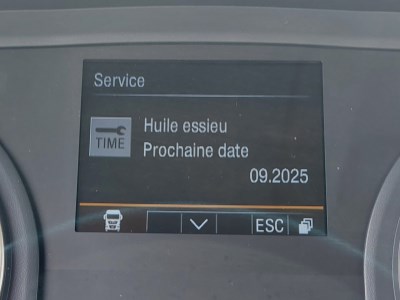 Service
TIME
Huile essieu
Prochaine date
09.2025
ESC